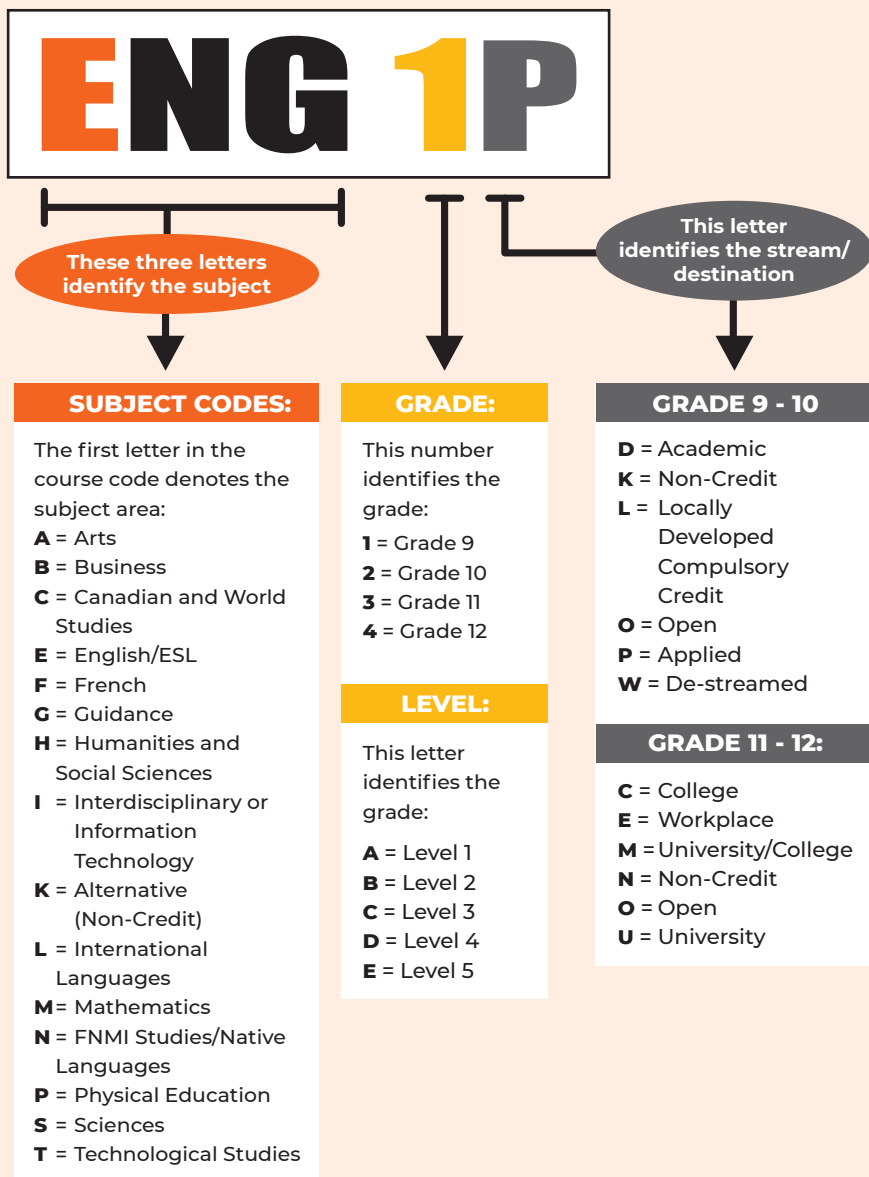 ENG 1P
These three letters
identify the subject
This letter
identifies the stream/
destination
SUBJECT CODES:
The first letter in the
course code denotes the
subject area:
A = Arts
B = Business
C = Canadian and World
Studies
E = English/ESL
F = French
G = Guidance
H = Humanities and
Social Sciences
I = Interdisciplinary or
Information
Technology
K = Alternative
(Non-Credit)
L = International
Languages
M = Mathematics
N = FNMI Studies/Native
Languages
P = Physical Education
S = Sciences
T = Technological Studies
GRADE:
This number
identifies the
grade:
1 = Grade 9
2 = Grade 10
3 = Grade 11
4 = Grade 12
LEVEL:
This letter
identifies the
grade:
A = Level 1
B = Level 2
C = Level 3
D = Level 4
E = Level 5
GRADE 9 - 10
D = Academic
K = Non-Credit
L = Locally
Developed
Compulsory
Credit
O = Open
P = Applied
W = De-streamed
GRADE 11 - 12:
C = College
E = Workplace
M = University/College
N = Non-Credit
O = Open
U = University